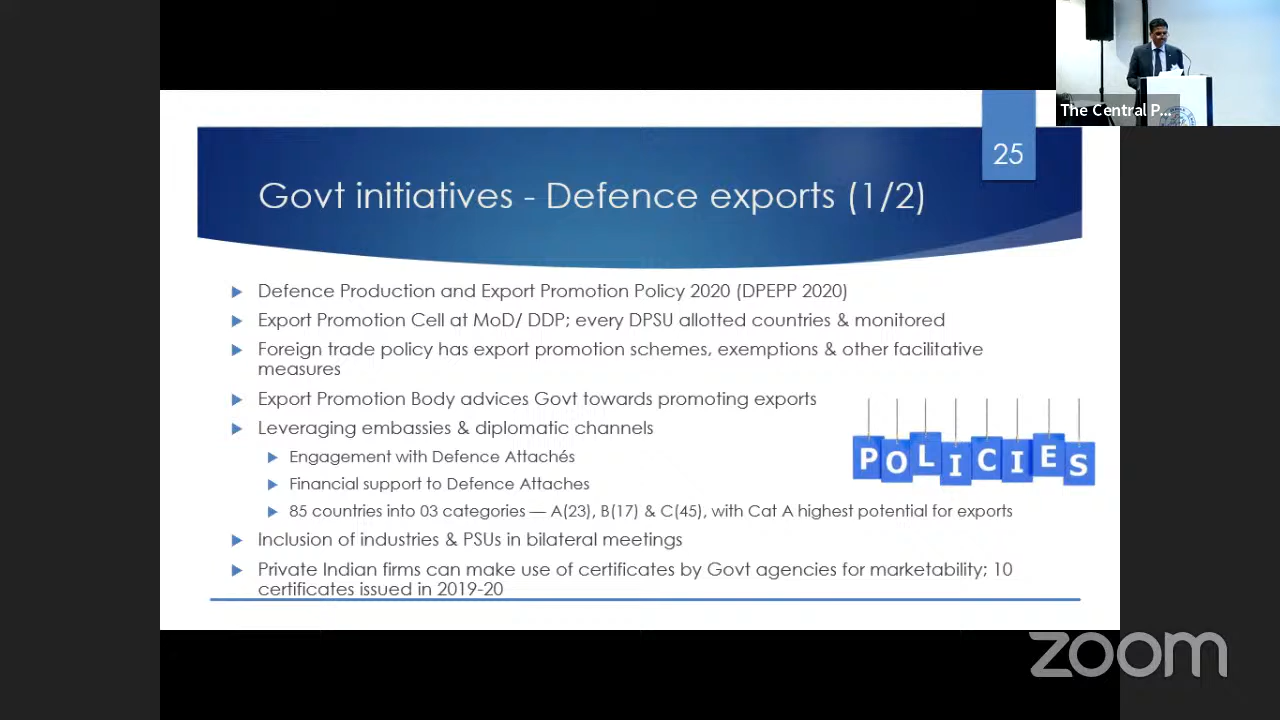 The Central P...
25
Govt initiatives - Defence exports (1/2)
Defence Production and Export Promotion Policy 2020 (DPEPP 2020)
Export Promotion Cell at MoD/ DDP; every DPSU allotted countries & monitored
Foreign trade policy has export promotion schemes, exemptions & other facilitative
measures
Export Promotion Body advices Govt towards promoting exports
Leveraging embassies & diplomatic channels
Engagement with Defence Attachés
Financial support to Defence Attaches
85 countries into 03 categories — A(23), B(17) & C(45), with Cat A highest potential for exports
Inclusion of industries & PSUs in bilateral meetings
Private Indian firms can make use of certificates by Govt agencies for marketability; 10
certificates issued in 2019-20
POLICIES
zoom